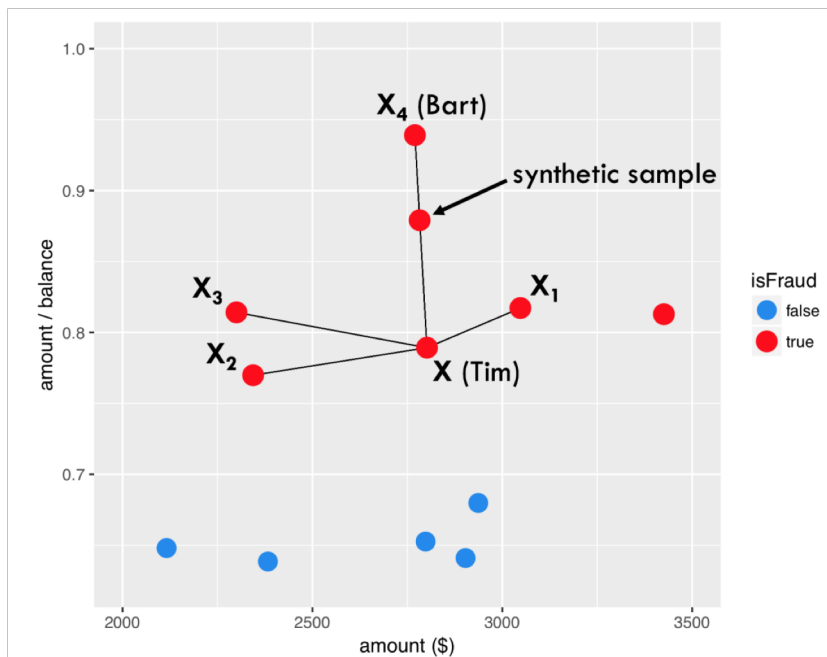 1.0
X4 (Bart)
synthetic sample
0.9
amount / balance
X3
X1
isFraud
false
0.8
true
X2
X (Tim)
0.7
2000 2500 3000 3500
amount ($)